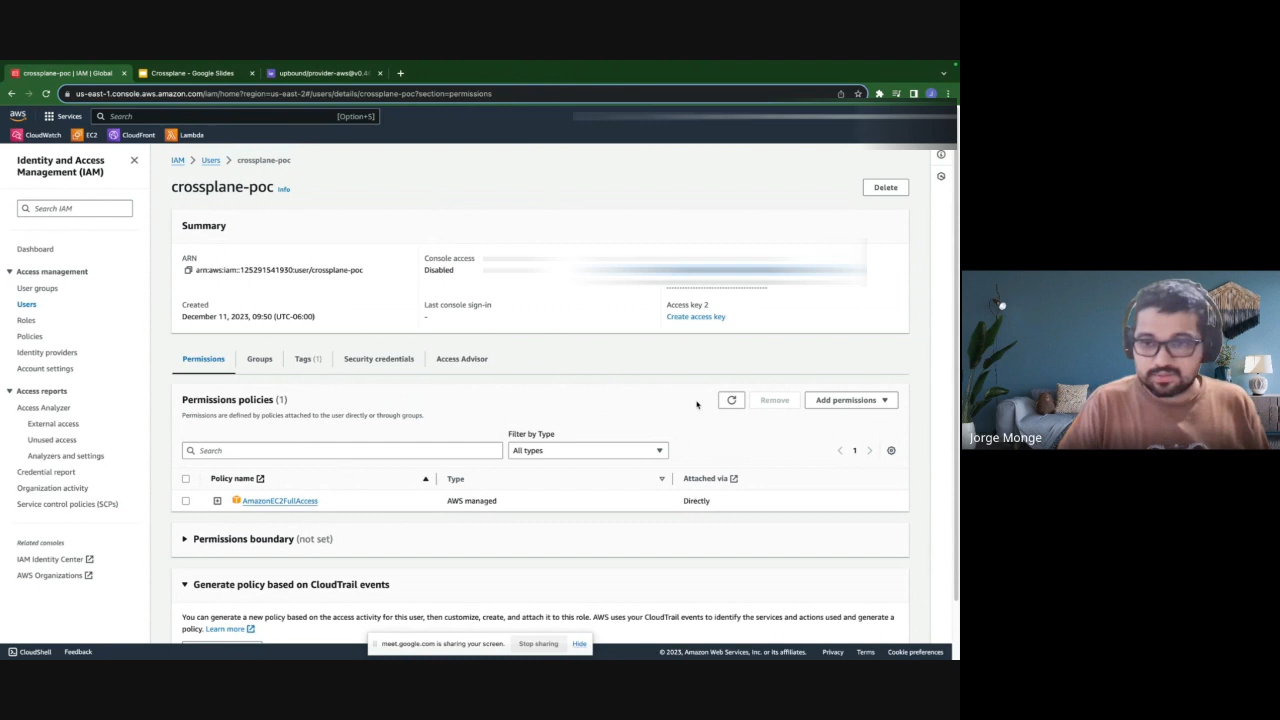 crossplane-poc | IAM | Global
Crossplane - Google Slides
upbound/provider-aws@v0.4
us-east-1.console.aws.amazon.com/iam/home?region=us-east-2#/users/details/crossplane-poc?section=permissions
aws
Services
Search
[Option+S]
CloudWatch
EC2
CloudFront
Lambda
Identity and Access
Management (IAM)
Search IAM
Dashboard
Access management
User groups
Users
Roles
Policies
Identity providers
Account settings
Access reports
Access Analyzer
External access
Unused access
Analyzers and settings
Credential report
Organization activity
Service control policies (SCPs)
Related consoles
IAM Identity Center
AWS Organizations
IAM > Users > crossplane-poc
crossplane-poc Info
Delete
Summary
ARN
arn:aws:iam::125291541930:user/crossplane-poc
Console access
Disabled
Created
December 11, 2023, 09:50 (UTC-06:00)
Last console sign-in
-
Access key 2
Create access key
Permissions
Groups
Tags (1)
Security credentials
Access Advisor
Permissions policies (1)
Permissions are defined by policies attached to the user directly or through groups.
Remove
Add permissions
Filter by Type
Search
All types
1
Policy name
Type
Attached via
AmazonEC2FullAccess
AWS managed
Directly
Permissions boundary (not set)
Generate policy based on CloudTrail events
You can generate a new policy based on the access activity for this user, then customize, create, and attach it to this role. AWS uses your CloudTrail events to identify the services and actions used and generate a
policy. Learn more
meet.google.com is sharing your screen.
Stop sharing
Hide
CloudShell
Feedback
© 2023, Amazon Web Services, Inc. or its affiliates.
Privacy
Terms
Cookie preferences
Jorge Monge